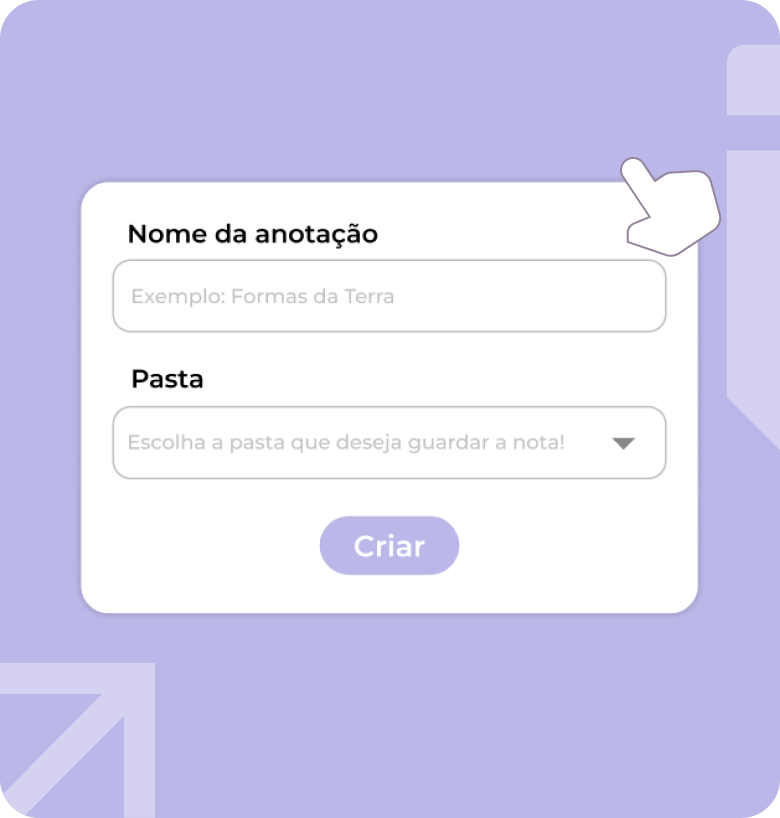 Nome da anotação
Exemplo: Formas da Terra
Pasta
Escolha a pasta que deseja guardar a nota!
Criar